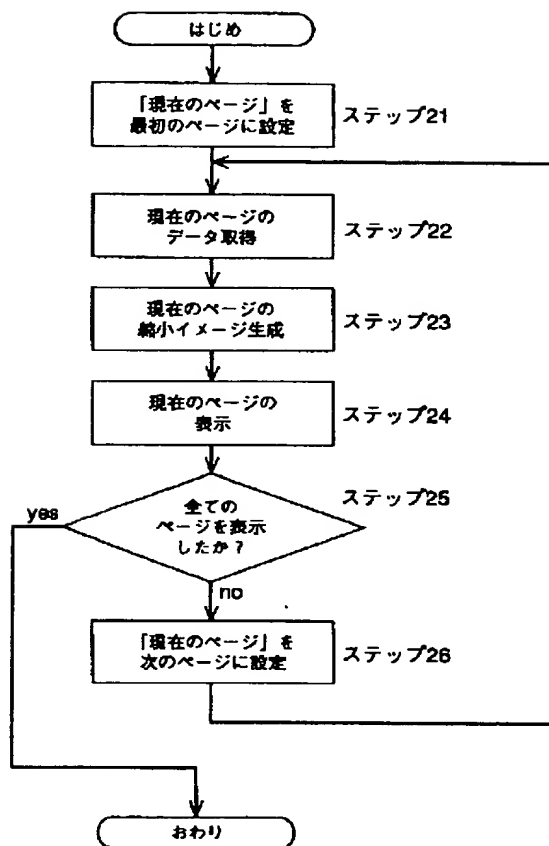 はじめ
「現在のページ」を
最初のページに設定
ステップ21
現在のページの
データ取得
ステップ22
現在のページの
縮小イメージ生成
ステップ23
現在のページの
表示
ステップ24
全ての
ページを表示
したか？
ステップ25
yes
no
「現在のページ」を
次のページに設定
ステップ26
おわり